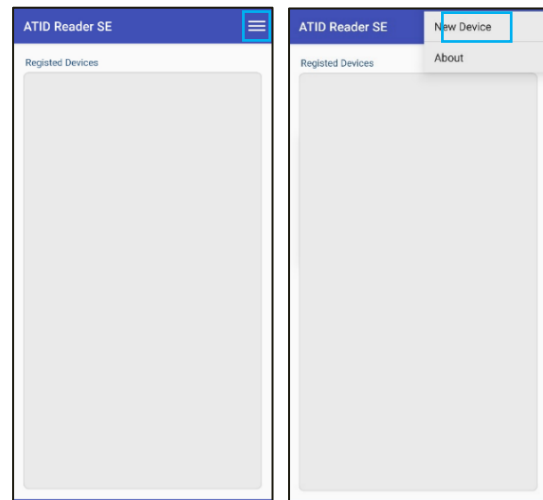 ATID Reader SE
Registed Devices
ATID Reader SE
New Device
About
Registed Devices